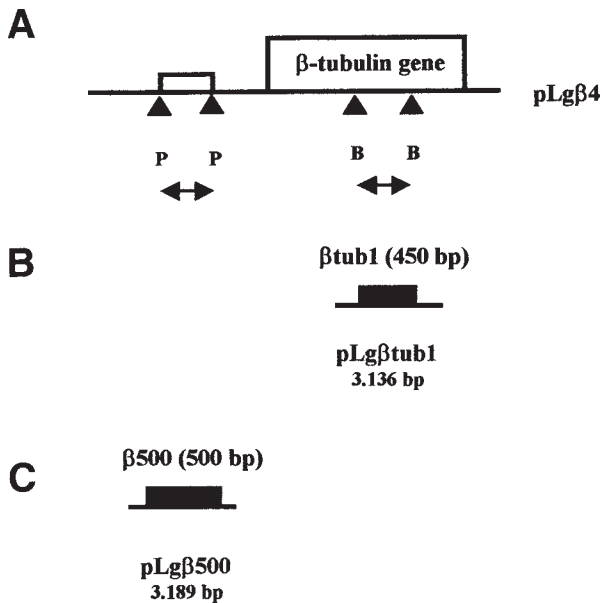 A
β-tubulin gene
pLgβ4
P P B B
B
βtub1 (450 bp)
pLgβtub1
3.136 bp
C
β500 (500 bp)
pLgβ500
3.189 bp